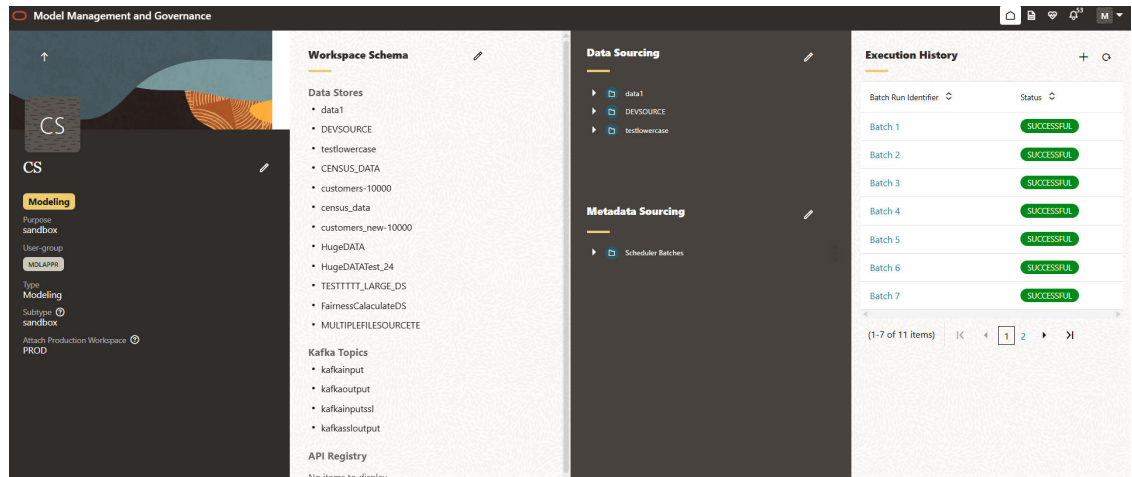 Model Management and Governance
53
M
CS
CS
Modeling
Purpose
sandbox
User-group
MDLAPPR
Type
Modeling
Subtype
sandbox
Attach Production Workspace
PROD
Workspace Schema
Data Stores
• data1
• DEVSOURCE
• testlowercase
• CENSUS_DATA
• customers-10000
• census_data
• customers_new-10000
• HugeDATA
• HugeDATATest_24
• TESTTTTT_LARGE_DS
• FairnessCalaculateDS
• MULTIPLEFILESOURCETE
Kafka Topics
• kafkainput
• kafkaoutput
• kafkainputssl
• kafkassloutput
API Registry
No items to display
Data Sourcing
data1
DEVSOURCE
testlowercase
Metadata Sourcing
Scheduler Batches
Execution History
Batch Run Identifier Status
Batch 1 SUCCESSFUL
Batch 2 SUCCESSFUL
Batch 3 SUCCESSFUL
Batch 4 SUCCESSFUL
Batch 5 SUCCESSFUL
Batch 6 SUCCESSFUL
Batch 7 SUCCESSFUL
(1-7 of 11 items) 1 2